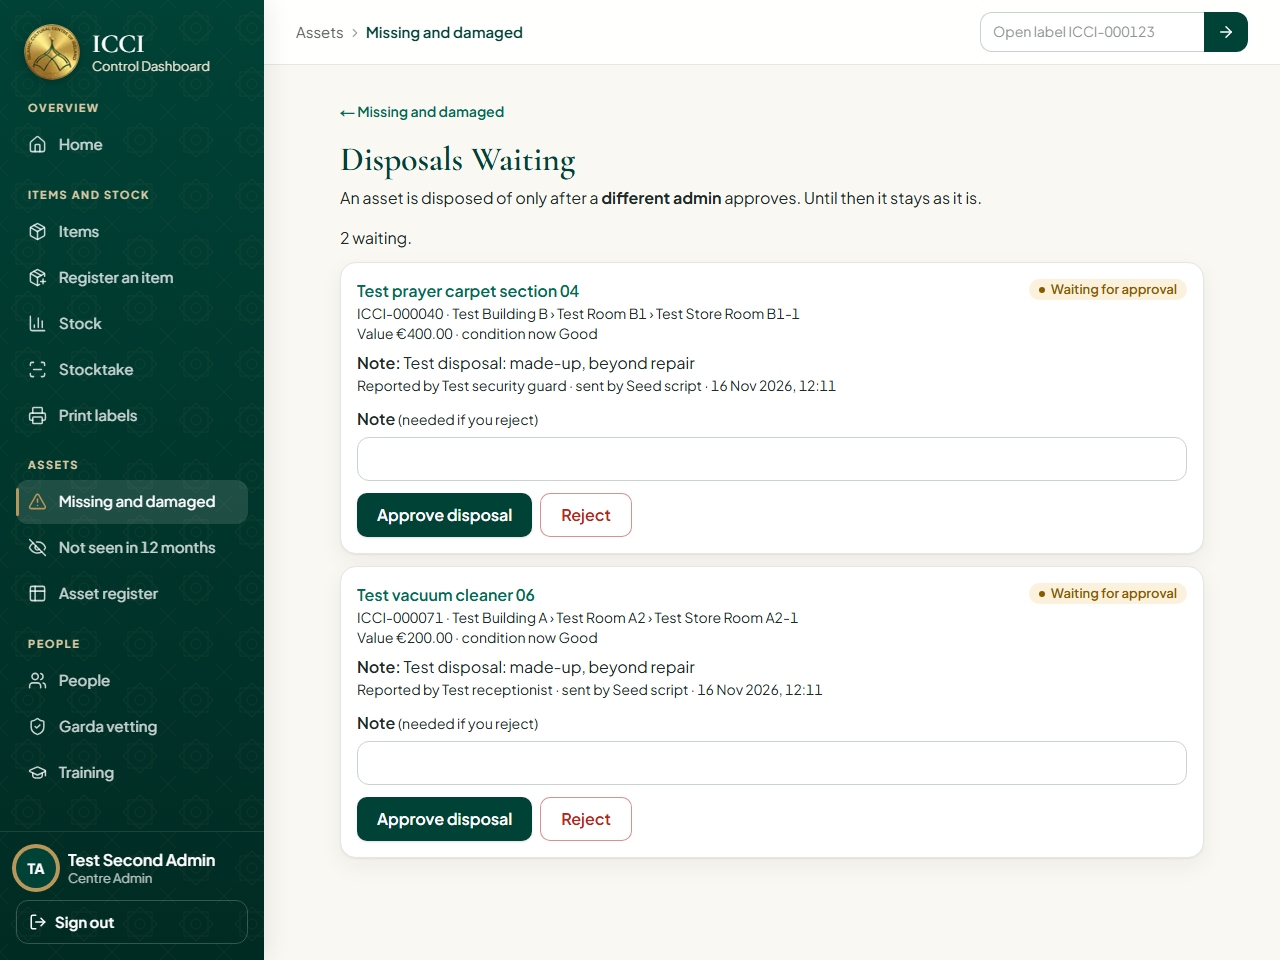 ICCI
Control Dashboard
OVERVIEW
Home
ITEMS AND STOCK
Items
Register an item
Stock
Stocktake
Print labels
ASSETS
Missing and damaged
Not seen in 12 months
Asset register
PEOPLE
People
Garda vetting
Training
TA
Test Second Admin
Centre Admin
Sign out
Assets › Missing and damaged
Open label ICCI-000123
← Missing and damaged
Disposals Waiting
An asset is disposed of only after a different admin approves. Until then it stays as it is.
2 waiting.
Test prayer carpet section 04
Waiting for approval
ICCI-000040 · Test Building B › Test Room B1 › Test Store Room B1-1
Value €400.00 · condition now Good
Note: Test disposal: made-up, beyond repair
Reported by Test security guard · sent by Seed script · 16 Nov 2026, 12:11
Note (needed if you reject)
Approve disposal
Reject
Test vacuum cleaner 06
Waiting for approval
ICCI-000071 · Test Building A › Test Room A2 › Test Store Room A2-1
Value €200.00 · condition now Good
Note: Test disposal: made-up, beyond repair
Reported by Test receptionist · sent by Seed script · 16 Nov 2026, 12:11
Note (needed if you reject)
Approve disposal
Reject